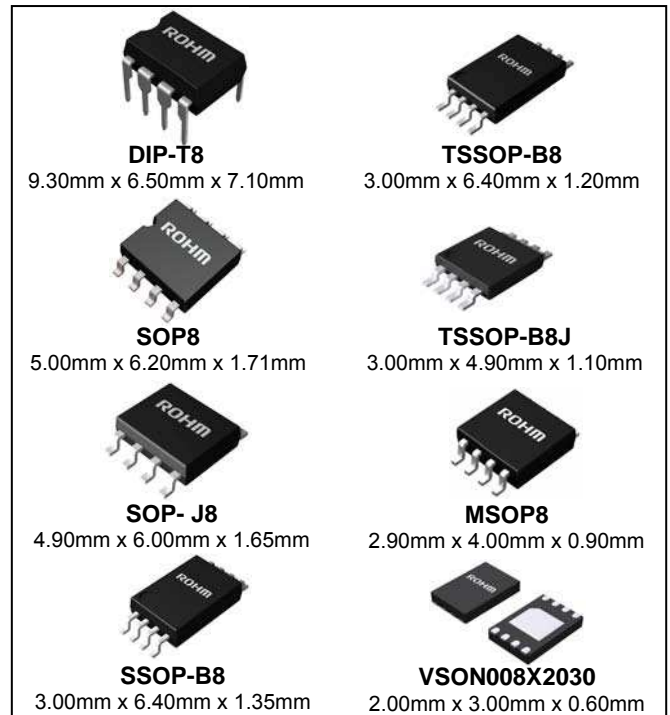 ROHM
DIP-T8
9.30mm x 6.50mm x 7.10mm
ROHM
TSSOP-B8
3.00mm x 6.40mm x 1.20mm
ROHM
SOP8
5.00mm x 6.20mm x 1.71mm
ROHM
TSSOP-B8J
3.00mm x 4.90mm x 1.10mm
ROHM
SOP- J8
4.90mm x 6.00mm x 1.65mm
ROHM
MSOP8
2.90mm x 4.00mm x 0.90mm
ROHM
SSOP-B8
3.00mm x 6.40mm x 1.35mm
ROHM
VSON008X2030
2.00mm x 3.00mm x 0.60mm